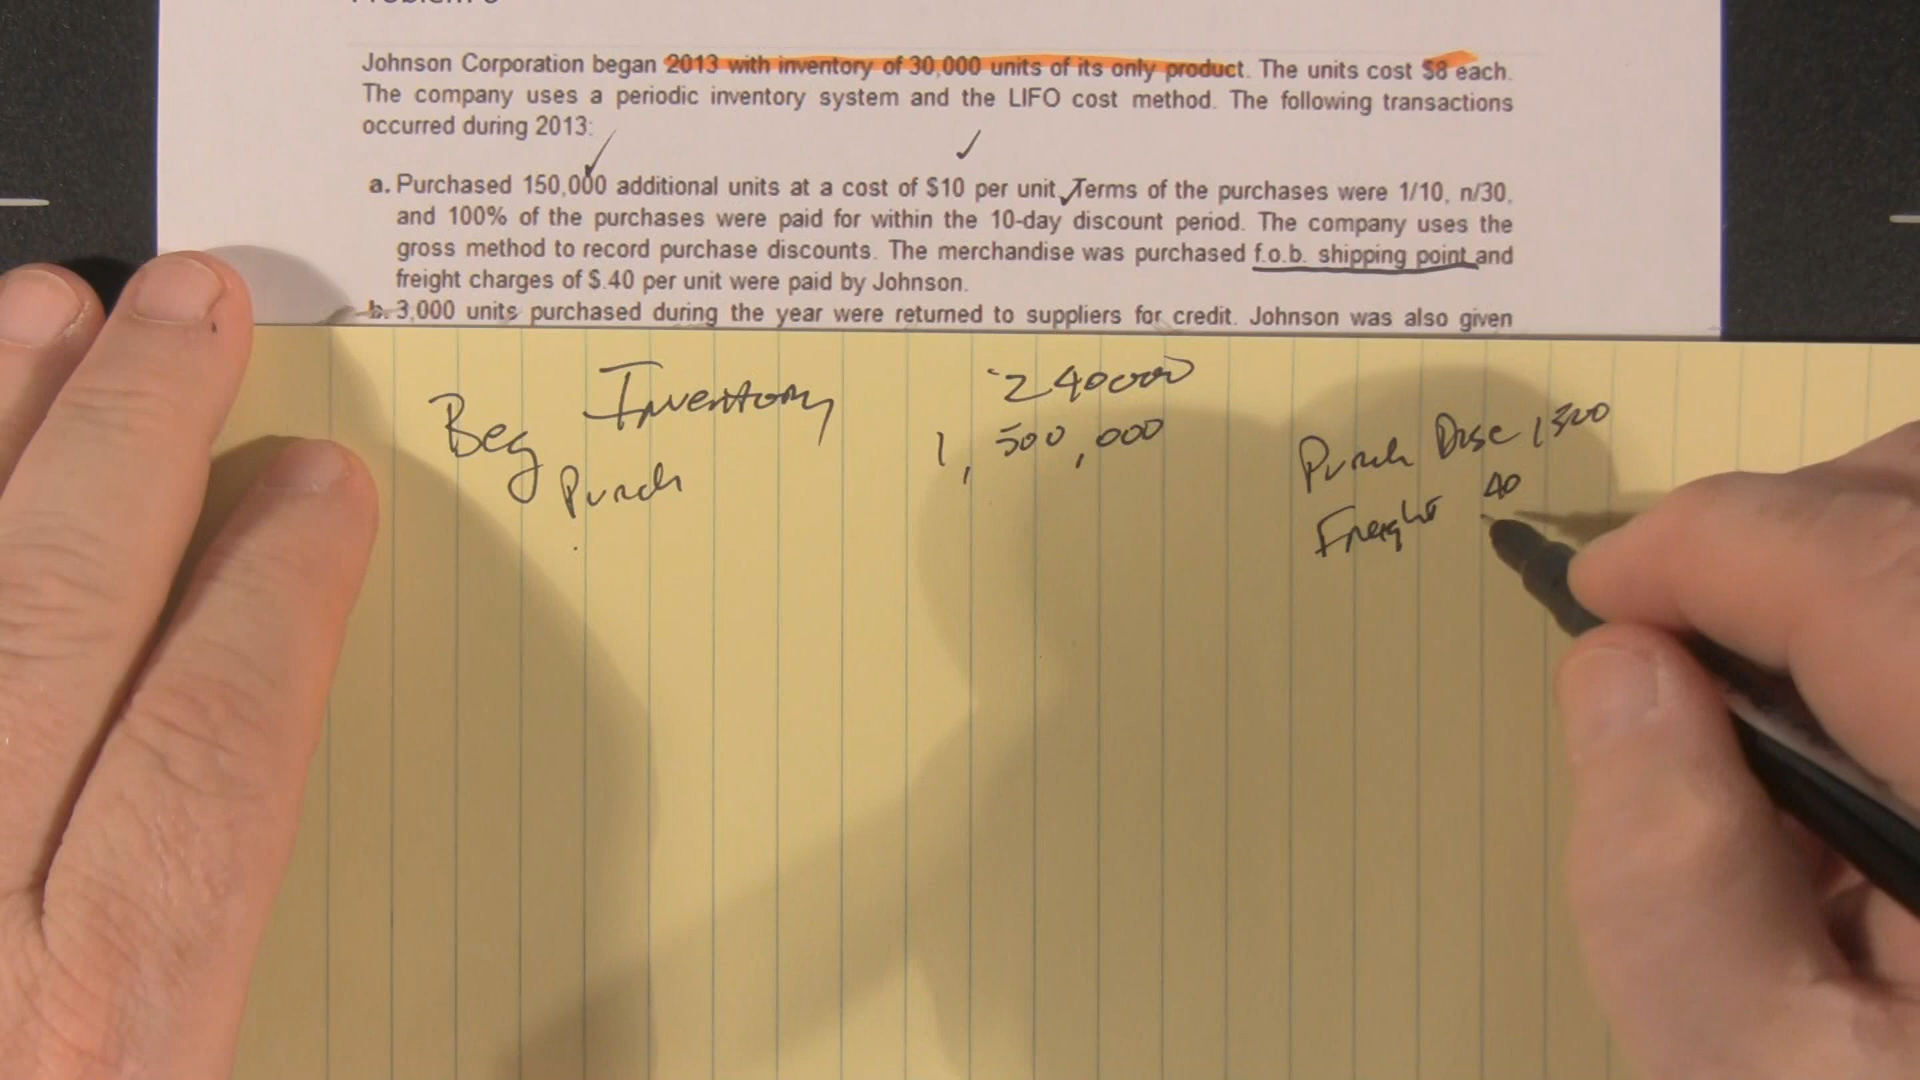 Johnson Corporation began 2013 with inventory of 30,000 units of its only product. The units cost $8 each.
The company uses a periodic inventory system and the LIFO cost method. The following transactions
occurred during 2013:
a. Purchased 150,000 additional units at a cost of $10 per unit. Terms of the purchases were 1/10, n/30,
and 100% of the purchases were paid for within the 10-day discount period. The company uses the
gross method to record purchase discounts. The merchandise was purchased f.o.b. shipping point and
freight charges of $.40 per unit were paid by Johnson.
b. 3,000 units purchased during the year were returned to suppliers for credit. Johnson was also given
Beg Inventory 240000
Purch 1,500,000
Purch Disc
Freight 40